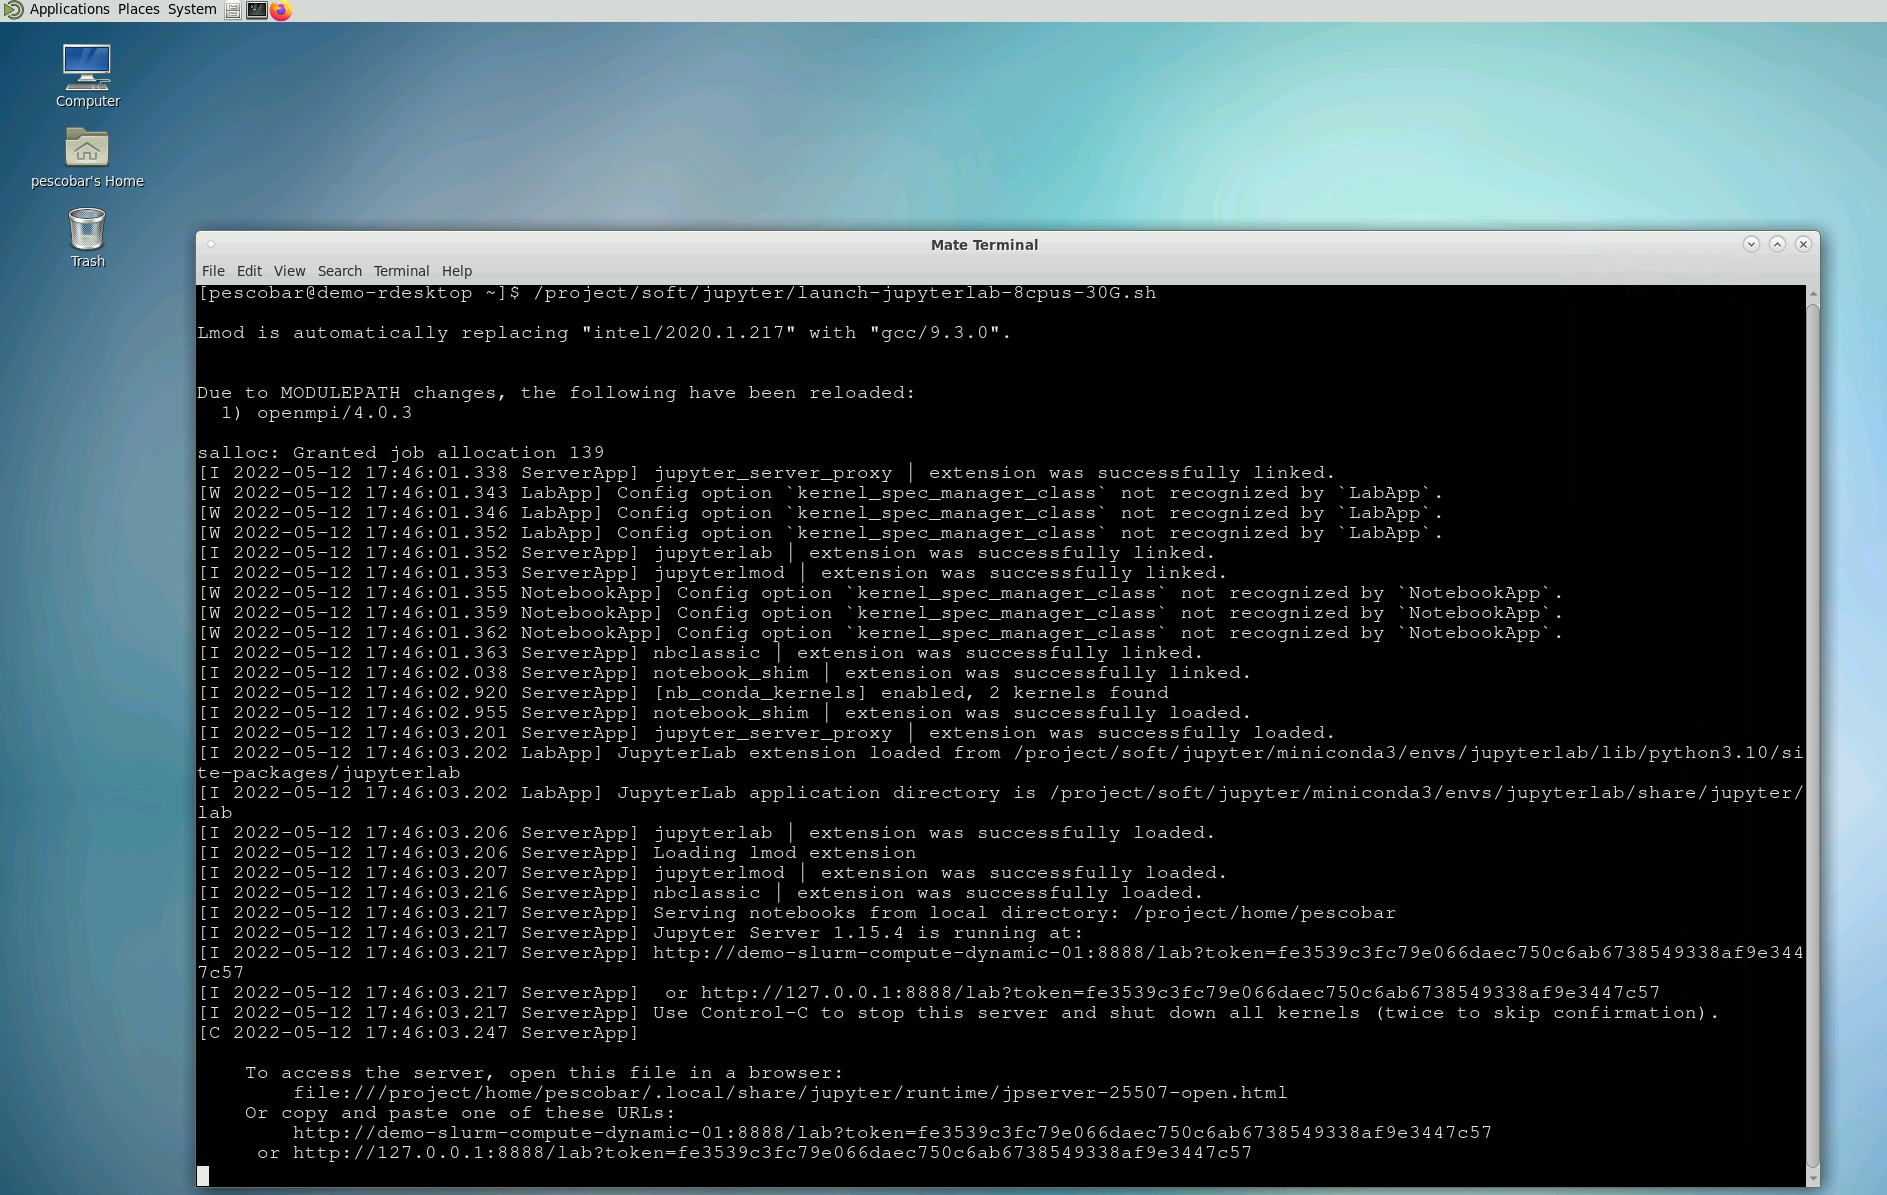 Applications Places System
Computer
pescobar's Home
Trash
Mate Terminal
File Edit View Search Terminal Help
[pescobar@demo-rdesktop ~]$ /project/soft/jupyter/launch-jupyterlab-8cpus-30G.sh
Lmod is automatically replacing "intel/2020.1.217" with "gcc/9.3.0".
Due to MODULEPATH changes, the following have been reloaded:
1) openmpi/4.0.3
salloc: Granted job allocation 139
[I 2022-05-12 17:46:01.338 ServerApp] jupyter_server_proxy | extension was successfully linked.
[W 2022-05-12 17:46:01.343 LabApp] Config option `kernel_spec_manager_class` not recognized by `LabApp`.
[W 2022-05-12 17:46:01.346 LabApp] Config option `kernel_spec_manager_class` not recognized by `LabApp`.
[W 2022-05-12 17:46:01.352 LabApp] Config option `kernel_spec_manager_class` not recognized by `LabApp`.
[I 2022-05-12 17:46:01.352 ServerApp] jupyterlab | extension was successfully linked.
[I 2022-05-12 17:46:01.353 ServerApp] jupyterlmod | extension was successfully linked.
[W 2022-05-12 17:46:01.355 NotebookApp] Config option `kernel_spec_manager_class` not recognized by `NotebookApp`.
[W 2022-05-12 17:46:01.359 NotebookApp] Config option `kernel_spec_manager_class` not recognized by `NotebookApp`.
[W 2022-05-12 17:46:01.362 NotebookApp] Config option `kernel_spec_manager_class` not recognized by `NotebookApp`.
[I 2022-05-12 17:46:01.363 ServerApp] nbclassic | extension was successfully linked.
[I 2022-05-12 17:46:02.038 ServerApp] notebook_shim | extension was successfully linked.
[I 2022-05-12 17:46:02.920 ServerApp] [nb_conda_kernels] enabled, 2 kernels found
[I 2022-05-12 17:46:02.955 ServerApp] notebook_shim | extension was successfully loaded.
[I 2022-05-12 17:46:03.201 ServerApp] jupyter_server_proxy | extension was successfully loaded.
[I 2022-05-12 17:46:03.202 LabApp] JupyterLab extension loaded from /project/soft/jupyter/miniconda3/envs/jupyterlab/lib/python3.10/si
te-packages/jupyterlab
[I 2022-05-12 17:46:03.202 LabApp] JupyterLab application directory is /project/soft/jupyter/miniconda3/envs/jupyterlab/share/jupyter/
lab
[I 2022-05-12 17:46:03.206 ServerApp] jupyterlab | extension was successfully loaded.
[I 2022-05-12 17:46:03.206 ServerApp] Loading lmod extension
[I 2022-05-12 17:46:03.207 ServerApp] jupyterlmod | extension was successfully loaded.
[I 2022-05-12 17:46:03.216 ServerApp] nbclassic | extension was successfully loaded.
[I 2022-05-12 17:46:03.217 ServerApp] Serving notebooks from local directory: /project/home/pescobar
[I 2022-05-12 17:46:03.217 ServerApp] Jupyter Server 1.15.4 is running at:
[I 2022-05-12 17:46:03.217 ServerApp] http://demo-slurm-compute-dynamic-01:8888/lab?token=fe3539c3fc79e066daec750c6ab6738549338af9e344
7c57
[I 2022-05-12 17:46:03.217 ServerApp]  or http://127.0.0.1:8888/lab?token=fe3539c3fc79e066daec750c6ab6738549338af9e3447c57
[I 2022-05-12 17:46:03.217 ServerApp] Use Control-C to stop this server and shut down all kernels (twice to skip confirmation).
[C 2022-05-12 17:46:03.247 ServerApp]
To access the server, open this file in a browser:
file:///project/home/pescobar/.local/share/jupyter/runtime/jpserver-25507-open.html
Or copy and paste one of these URLs:
http://demo-slurm-compute-dynamic-01:8888/lab?token=fe3539c3fc79e066daec750c6ab6738549338af9e3447c57
or http://127.0.0.1:8888/lab?token=fe3539c3fc79e066daec750c6ab6738549338af9e3447c57